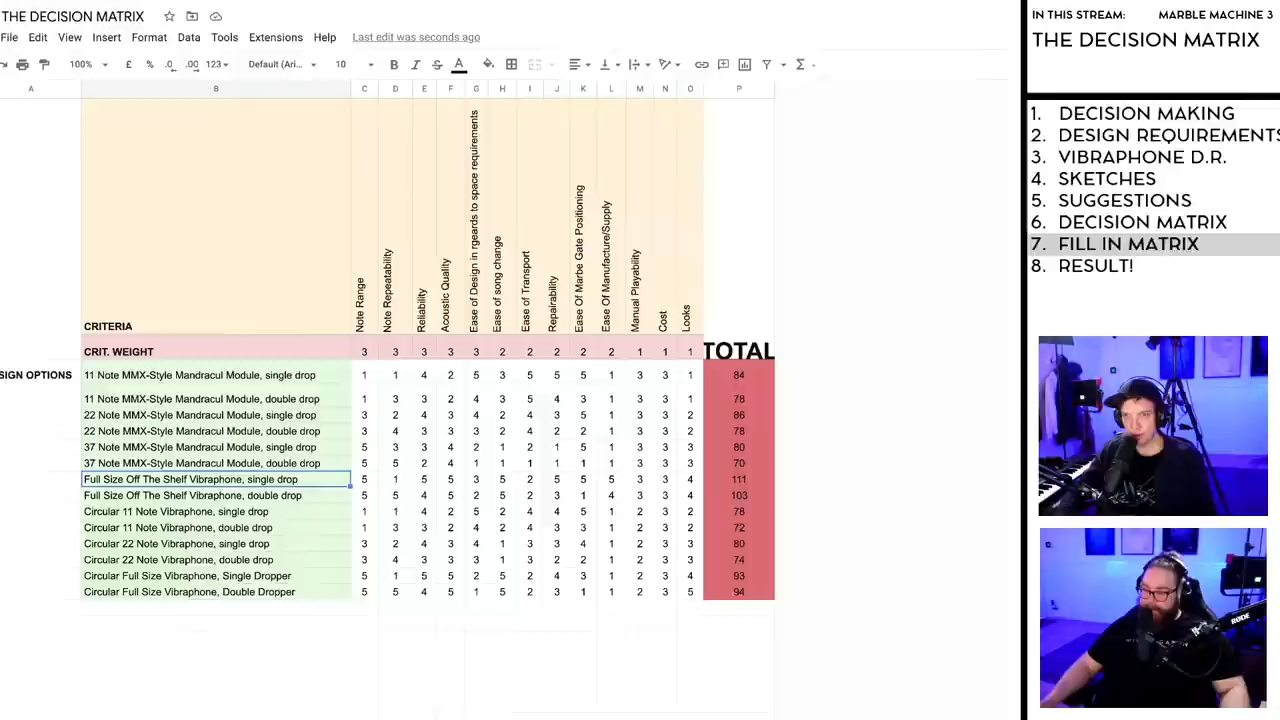 THE DECISION MATRIX
File Edit View Insert Format Data Tools Extensions Help Last edit was seconds ago
100% £ % .0 .00 123 Default (Ari... 10 B I S A
A B C D E F G H I J K L M N O P
CRITERIA Note Range Note Repeatability Reliability Acoustic Quality Ease of Design in rgeards to space requirements Ease of song change Ease of Transport Repairability Ease Of Marbe Gate Positioning Ease Of Manufacture/Supply Manual Playability Cost Looks
CRIT. WEIGHT 3 3 3 3 3 2 2 2 2 2 1 1 1 TOTAL
SIGN OPTIONS 11 Note MMX-Style Mandracul Module, single drop 1 1 4 2 5 3 5 5 5 1 3 3 1 84
11 Note MMX-Style Mandracul Module, double drop 1 3 3 2 4 3 5 4 3 1 3 3 2 78
22 Note MMX-Style Mandracul Module, single drop 3 2 4 3 4 2 4 3 5 1 3 3 2 86
22 Note MMX-Style Mandracul Module, double drop 3 4 3 3 3 2 4 2 2 1 3 3 2 78
37 Note MMX-Style Mandracul Module, single drop 5 3 3 4 2 1 2 1 5 1 3 3 3 80
37 Note MMX-Style Mandracul Module, double drop 5 5 2 4 1 1 1 1 1 1 3 3 3 70
Full Size Off The Shelf Vibraphone, single drop 5 1 5 5 3 5 2 5 5 5 3 3 4 111
Full Size Off The Shelf Vibraphone, double drop 5 5 4 5 2 5 2 3 1 4 3 3 4 103
Circular 11 Note Vibraphone, single drop 1 1 4 2 5 2 4 4 5 1 2 3 2 78
Circular 11 Note Vibraphone, double drop 1 3 3 2 4 2 4 3 3 1 2 3 2 72
Circular 22 Note Vibraphone, single drop 3 2 4 3 4 1 3 3 4 1 2 3 2 80
Circular 22 Note Vibraphone, double drop 3 4 3 3 3 1 3 2 2 1 2 3 2 74
Circular Full Size Vibraphone, Single Dropper 5 1 5 5 2 5 2 4 3 1 2 3 4 93
Circular Full Size Vibraphone, Double Dropper 5 5 4 5 1 5 2 3 1 1 2 3 5 94
IN THIS STREAM: MARBLE MACHINE 3
THE DECISION MATRIX
1. DECISION MAKING
2. DESIGN REQUIREMENTS
3. VIBRAPHONE D.R.
4. SKETCHES
5. SUGGESTIONS
6. DECISION MATRIX
7. FILL IN MATRIX
8. RESULT!
RODE